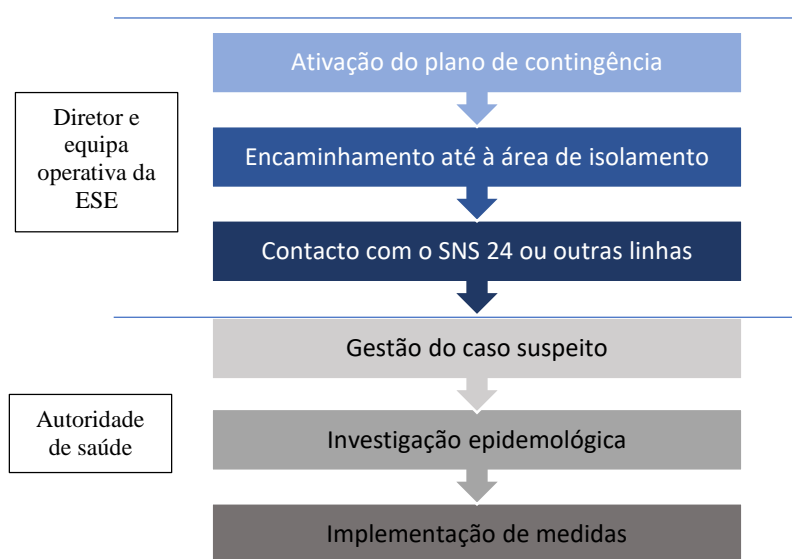 Ativação do plano de contingência
Diretor e
equipa
operativa da
ESE
Encaminhamento até à área de isolamento
Contacto com o SNS 24 ou outras linhas
Gestão do caso suspeito
Autoridade
de saúde
Investigação epidemológica
Implementação de medidas